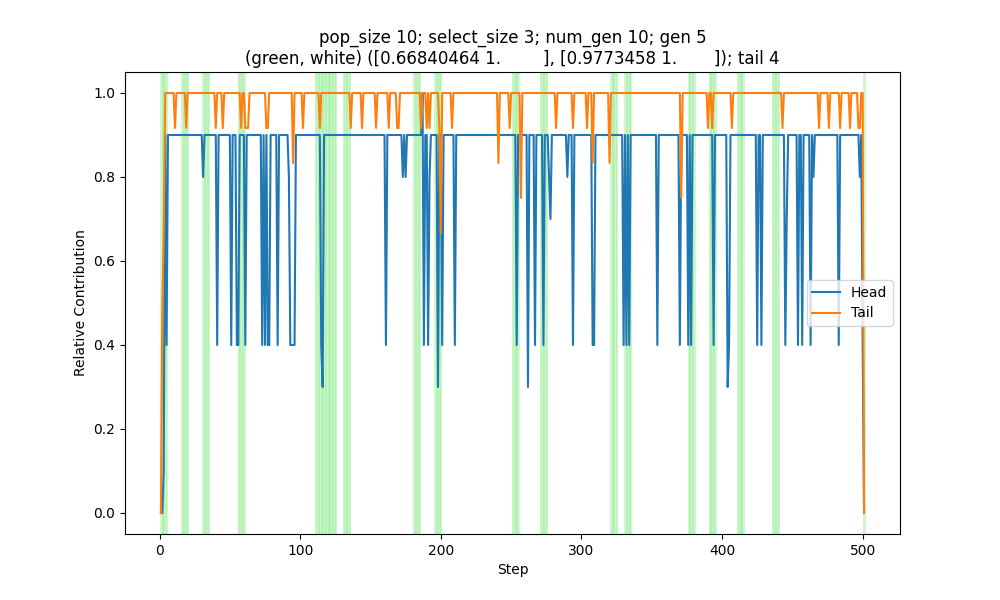 pop_size 10; select_size 3; num_gen 10; gen 5
(green, white) ([0.66840464 1.        ], [0.9773458 1.        ]); tail 4
1.0
0.8
0.6
0.4
0.2
0.0
Relative Contribution
Head
Tail
0 100 200 300 400 500
Step